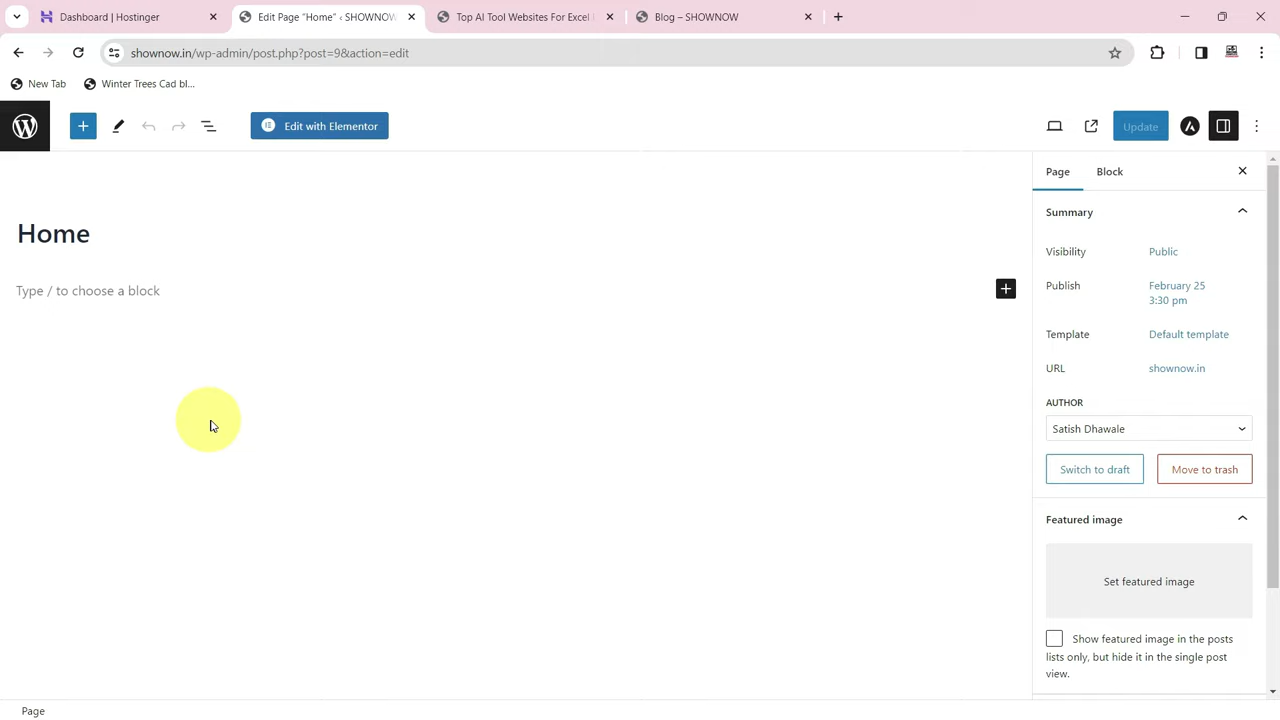 Dashboard | Hostinger
Edit Page "Home" ‹ SHOWNOW
Top AI Tool Websites For Excel
Blog – SHOWNOW
shownow.in/wp-admin/post.php?post=9&action=edit
New Tab
Winter Trees Cad bl...
Edit with Elementor
Update
Page
Block
Summary
Home
Visibility
Public
Type / to choose a block
Publish
February 25
3:30 pm
Template
Default template
URL
shownow.in
AUTHOR
Satish Dhawale
Switch to draft
Move to trash
Featured image
Set featured image
Show featured image in the posts
lists only, but hide it in the single post
view.
Page